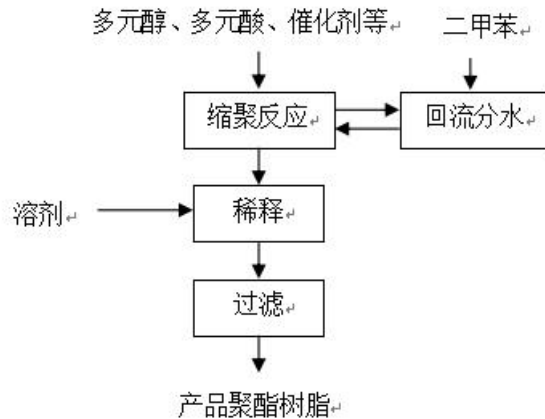 多元醇、多元酸、催化剂等
二甲苯
缩聚反应
回流分水
溶剂
稀释
过滤
产品聚酯树脂